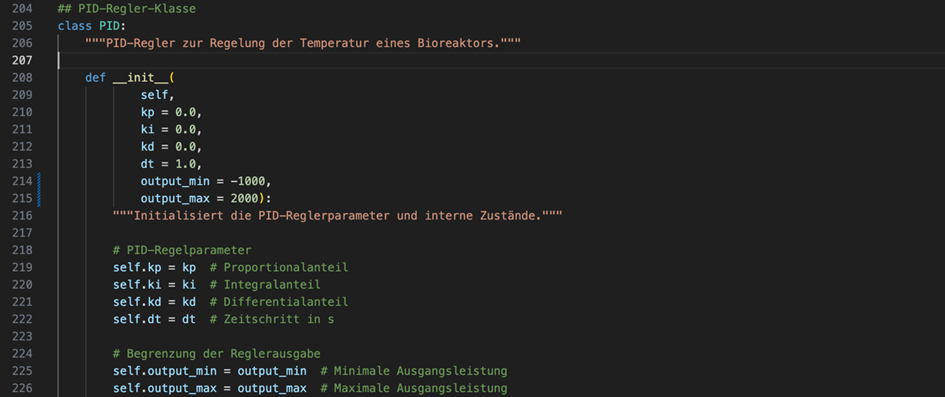 204 ## PID-Regler-Klasse
205 class PID:
206 """PID-Regler zur Regelung der Temperatur eines Bioreaktors."""
207
208 def __init__(
209 self,
210 kp = 0.0,
211 ki = 0.0,
212 kd = 0.0,
213 dt = 1.0,
214 output_min = -1000,
215 output_max = 2000):
216 """Initialisiert die PID-Reglerparameter und interne Zustände."""
217
218 # PID-Regelparameter
219 self.kp = kp # Proportionalanteil
220 self.ki = ki # Integralanteil
221 self.kd = kd # Differentialanteil
222 self.dt = dt # Zeitschritt in s
223
224 # Begrenzung der Reglerausgabe
225 self.output_min = output_min # Minimale Ausgangsleistung
226 self.output_max = output_max # Maximale Ausgangsleistung